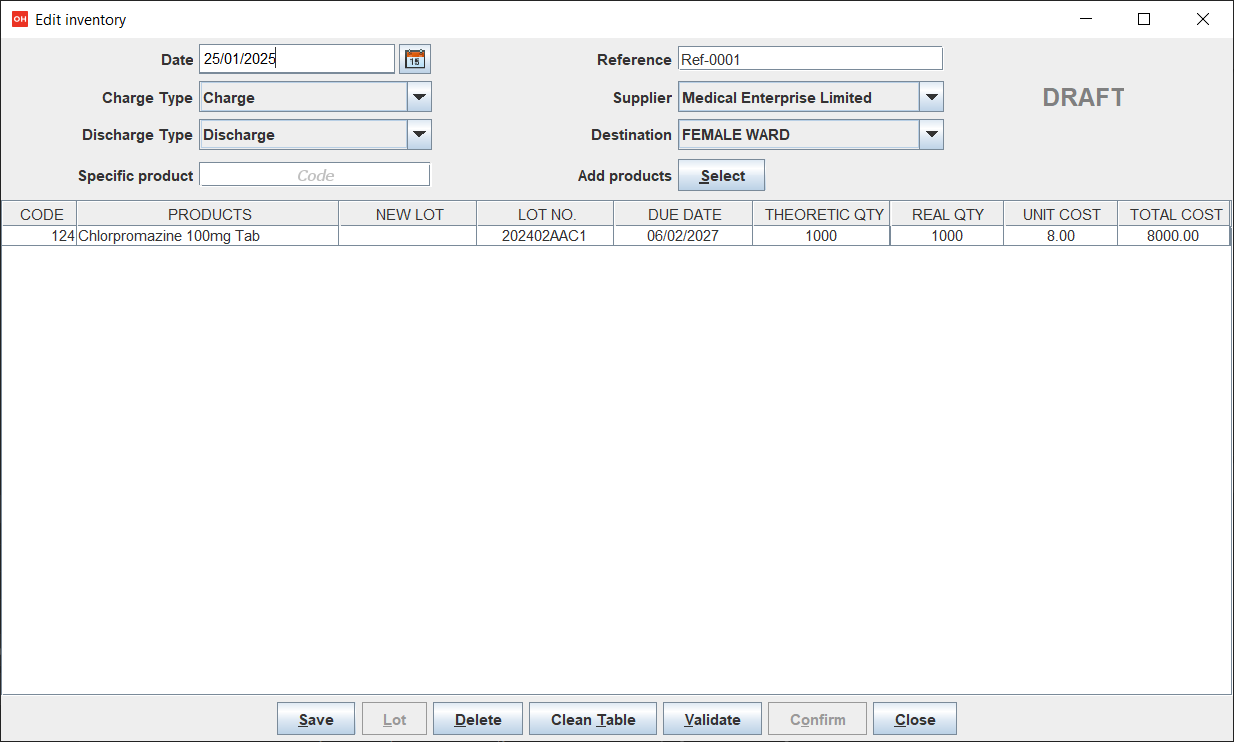 OH Edit inventory
Date 25/01/2025 15 Reference Ref-0001
Charge Type Charge Supplier Medical Enterprise Limited DRAFT
Discharge Type Discharge Destination FEMALE WARD
Specific product Code Add products Select
CODE PRODUCTS NEW LOT LOT NO. DUE DATE THEORETIC QTY REAL QTY UNIT COST TOTAL COST
124 Chlorpromazine 100mg Tab 202402AAC1 06/02/2027 1000 1000 8.00 8000.00
Save Lot Delete Clean Table Validate Confirm Close